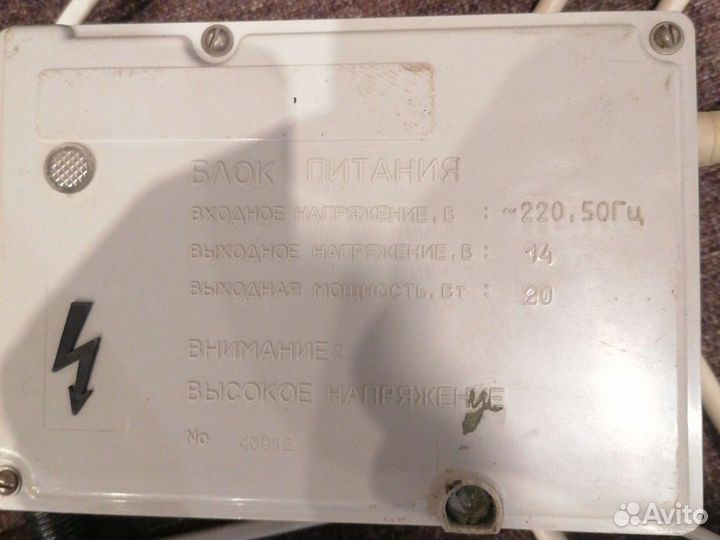 БЛОК ПИТАНИЯ
ВХОДНОЕ НАПРЯЖЕНИЕ, В : ~220, 50Гц
ВЫХОДНОЕ НАПРЯЖЕНИЕ, В : 14
ВЫХОДНАЯ МОЩНОСТЬ, Вт : 20
ВНИМАНИЕ:
ВЫСОКОЕ НАПРЯЖЕНИЕ
No 43912
Avito